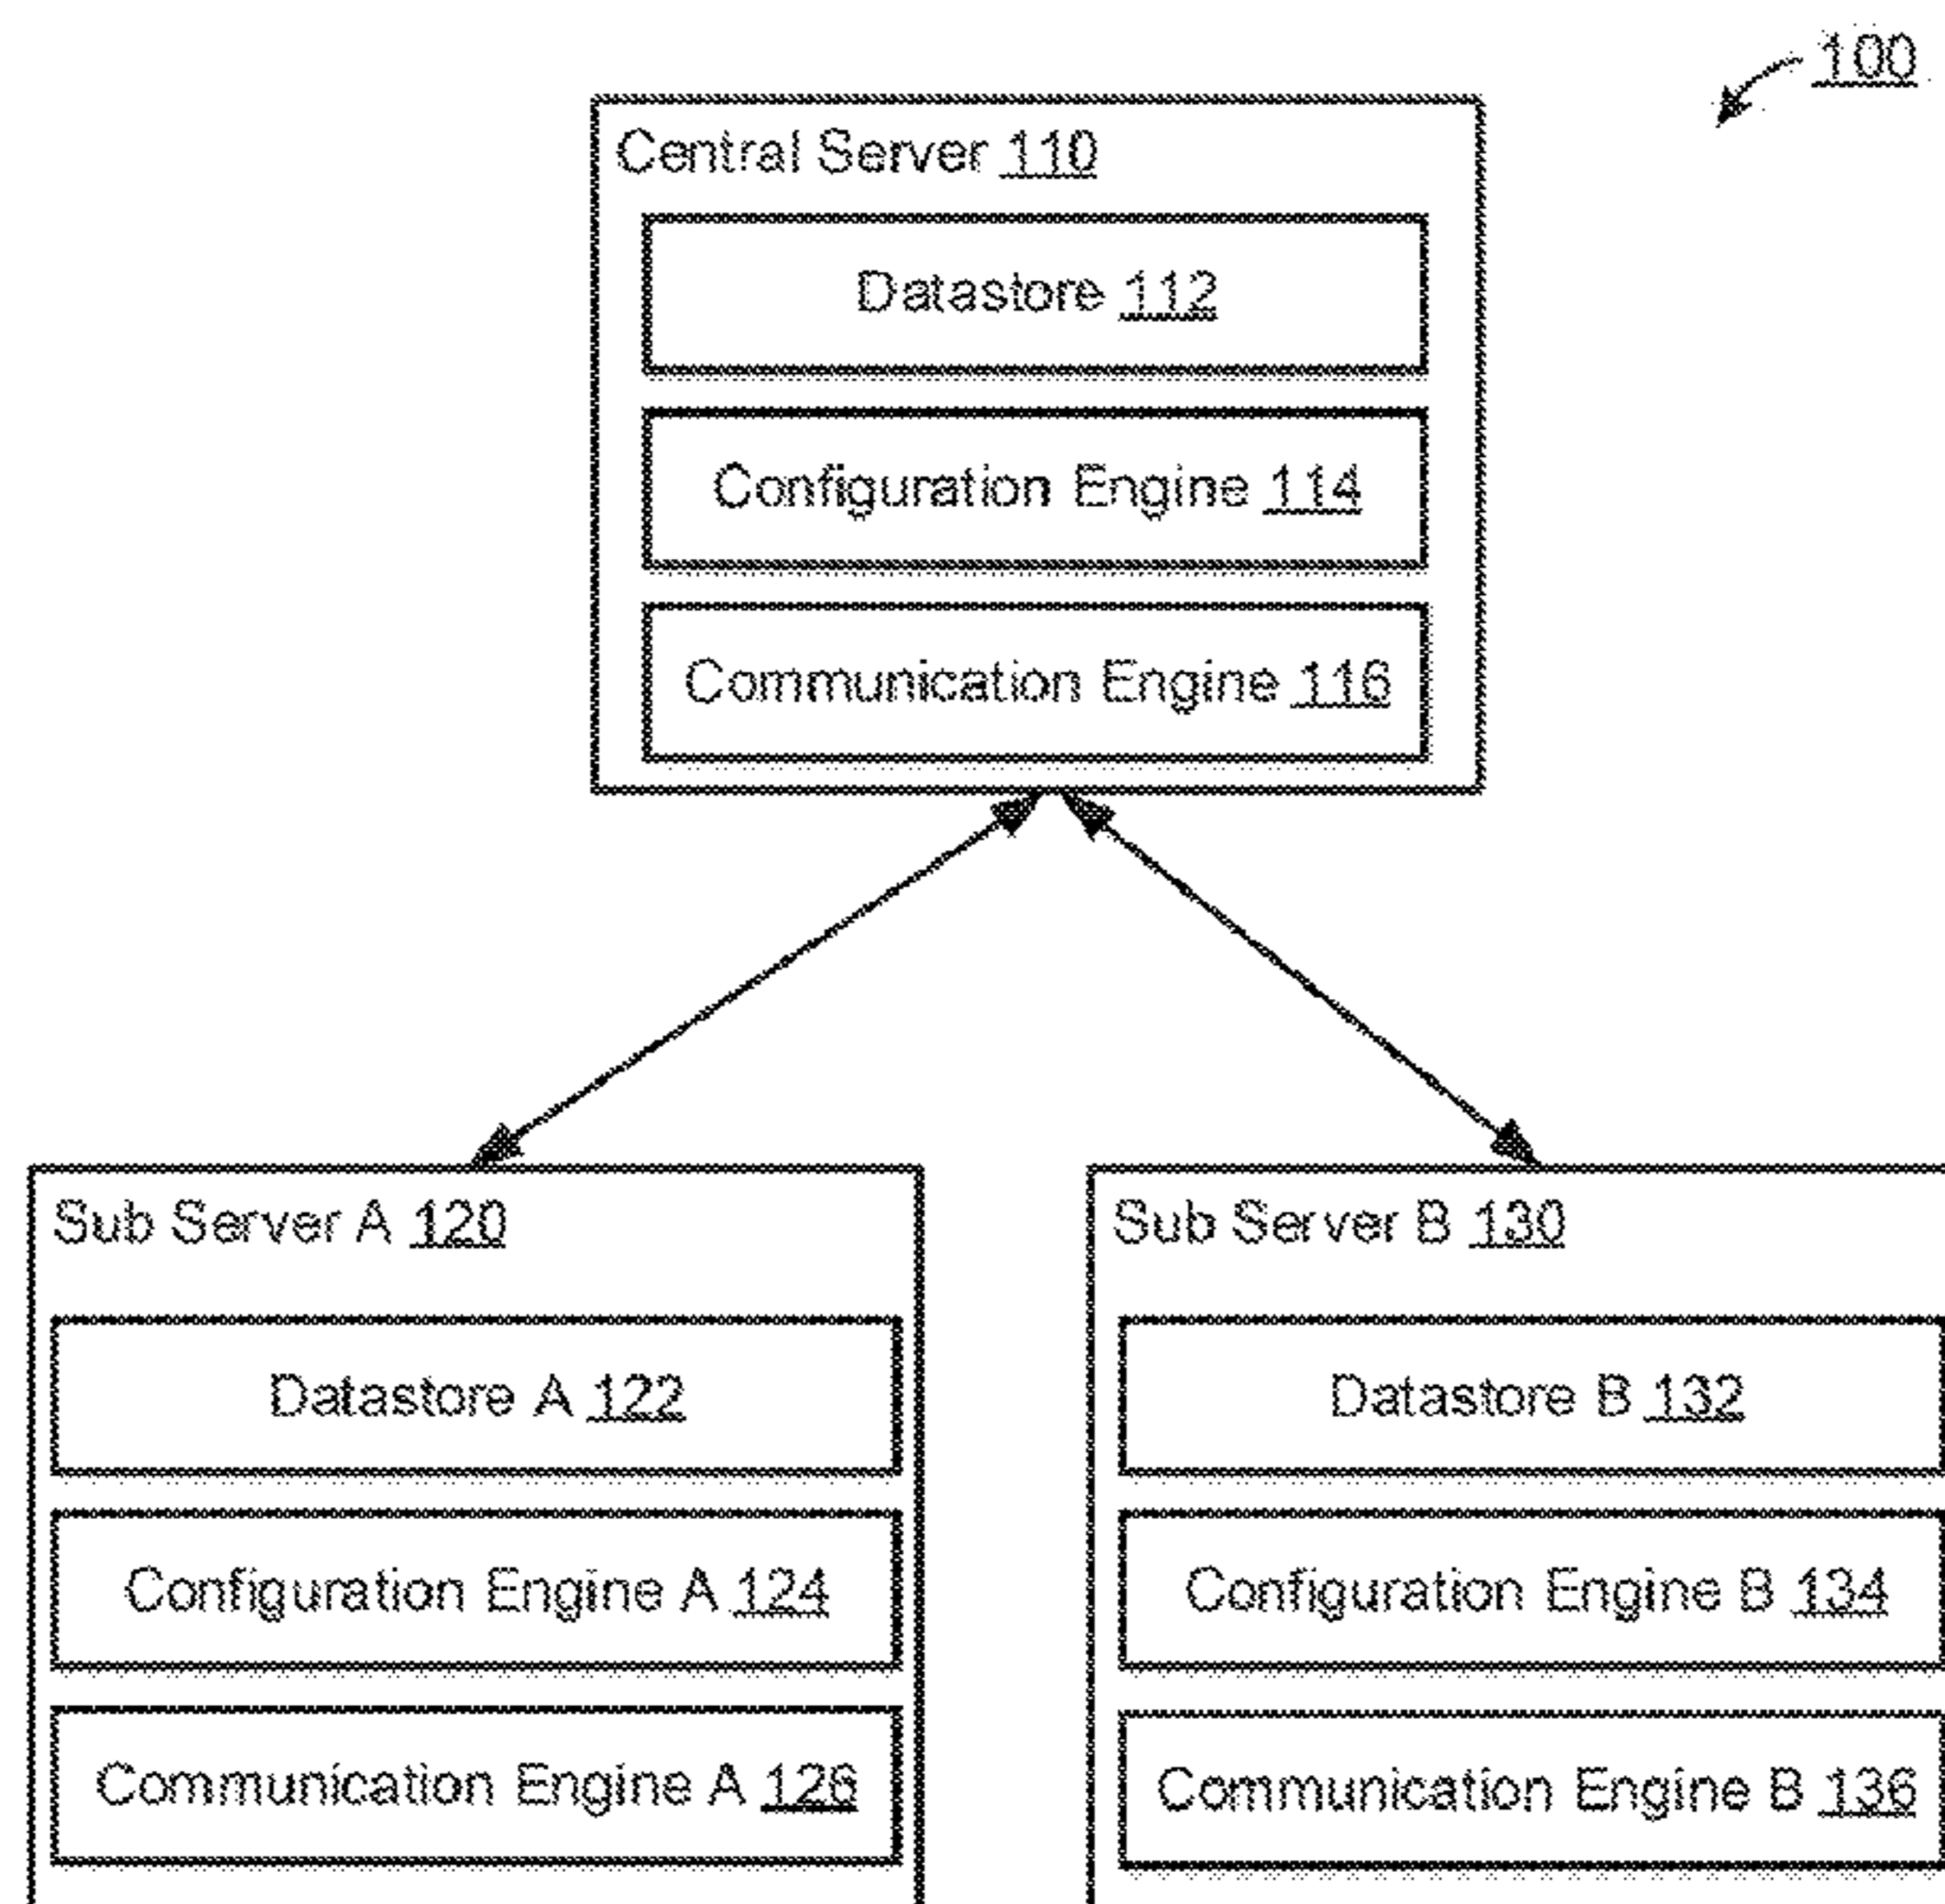 100
Central Server 110
Datastore 112
Configuration Engine 114
Communication Engine 116
Sub Server A 120
Datastore A 122
Configuration Engine A 124
Communication Engine A 126
Sub Server B 130
Datastore B 132
Configuration Engine B 134
Communication Engine B 136